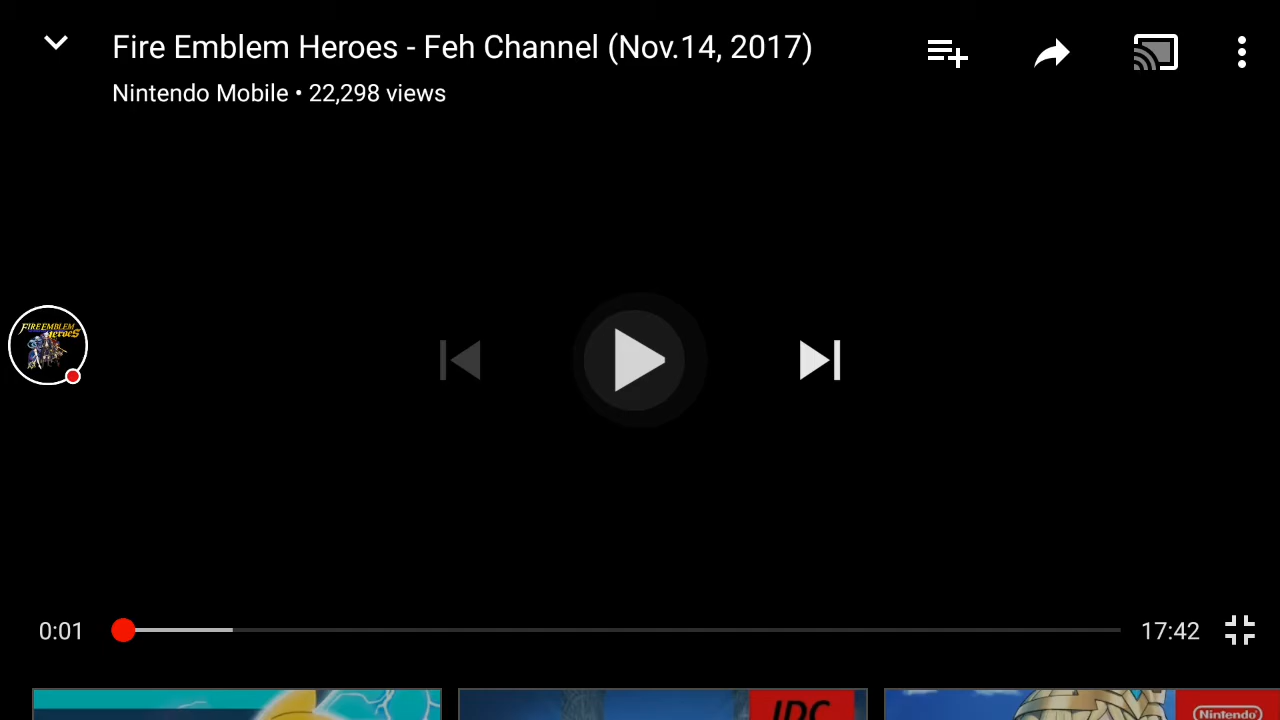 Fire Emblem Heroes - Feh Channel (Nov.14, 2017)
Nintendo Mobile • 22,298 views
FIRE EMBLEM
Heroes
0:01
17:42
JDC
Nintendo